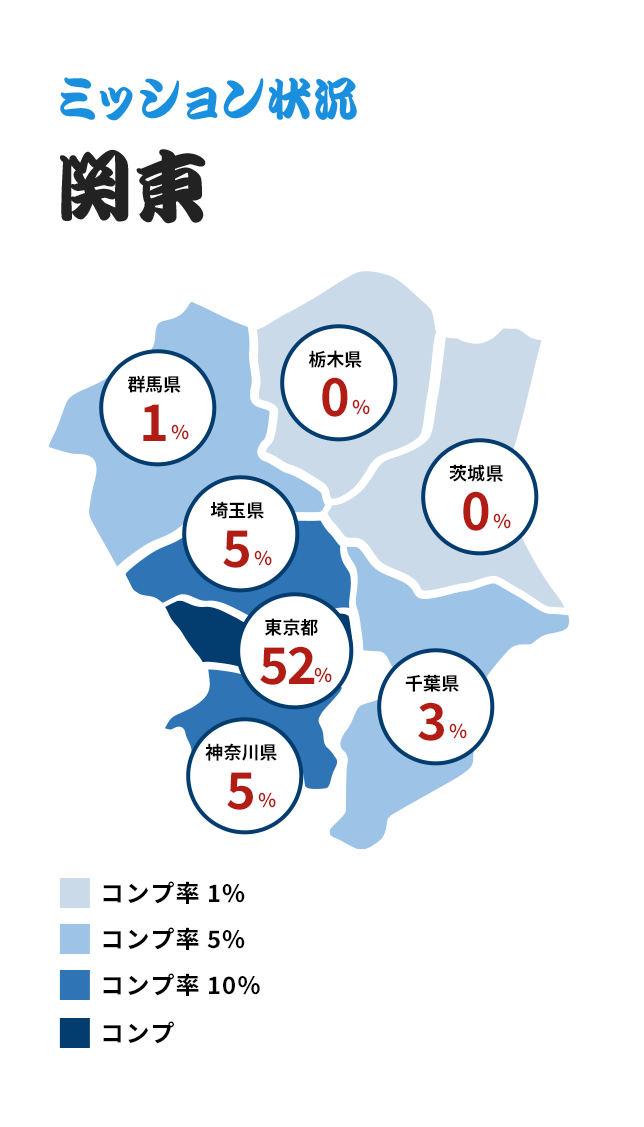 ミッション状況
関東
栃木県
0%
群馬県
1%
茨城県
0%
埼玉県
5%
東京都
52%
千葉県
3%
神奈川県
5%
コンプ率 1%
コンプ率 5%
コンプ率 10%
コンプ